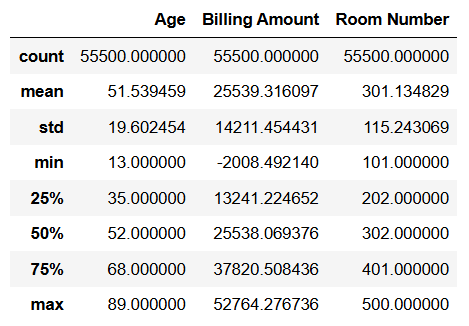 Age Billing Amount Room Number
count 55500.000000 55500.000000 55500.000000
mean 51.539459 25539.316097 301.134829
std 19.602454 14211.454431 115.243069
min 13.000000 -2008.492140 101.000000
25% 35.000000 13241.224652 202.000000
50% 52.000000 25538.069376 302.000000
75% 68.000000 37820.508436 401.000000
max 89.000000 52764.276736 500.000000